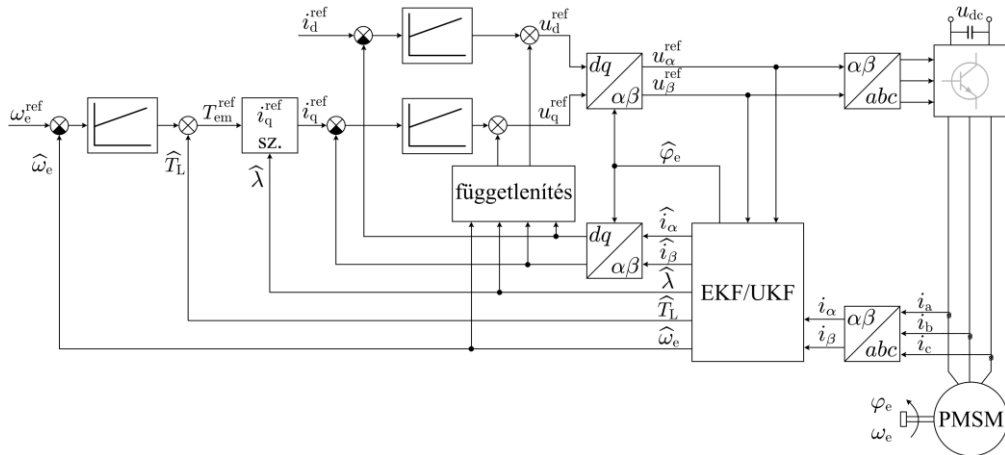 i_d^ref
u_d^ref
u_dc
dq
αβ
u_α^ref
u_β^ref
αβ
abc
ω_e^ref
T_em^ref
i_q^ref
sz.
i_q^ref
u_q^ref
ω̂_e
T̂_L
λ̂
φ̂_e
függetlenítés
dq
αβ
î_α
î_β
λ̂
T̂_L
ω̂_e
EKF/UKF
i_α
i_β
αβ
abc
i_a
i_b
i_c
φ_e
ω_e
PMSM